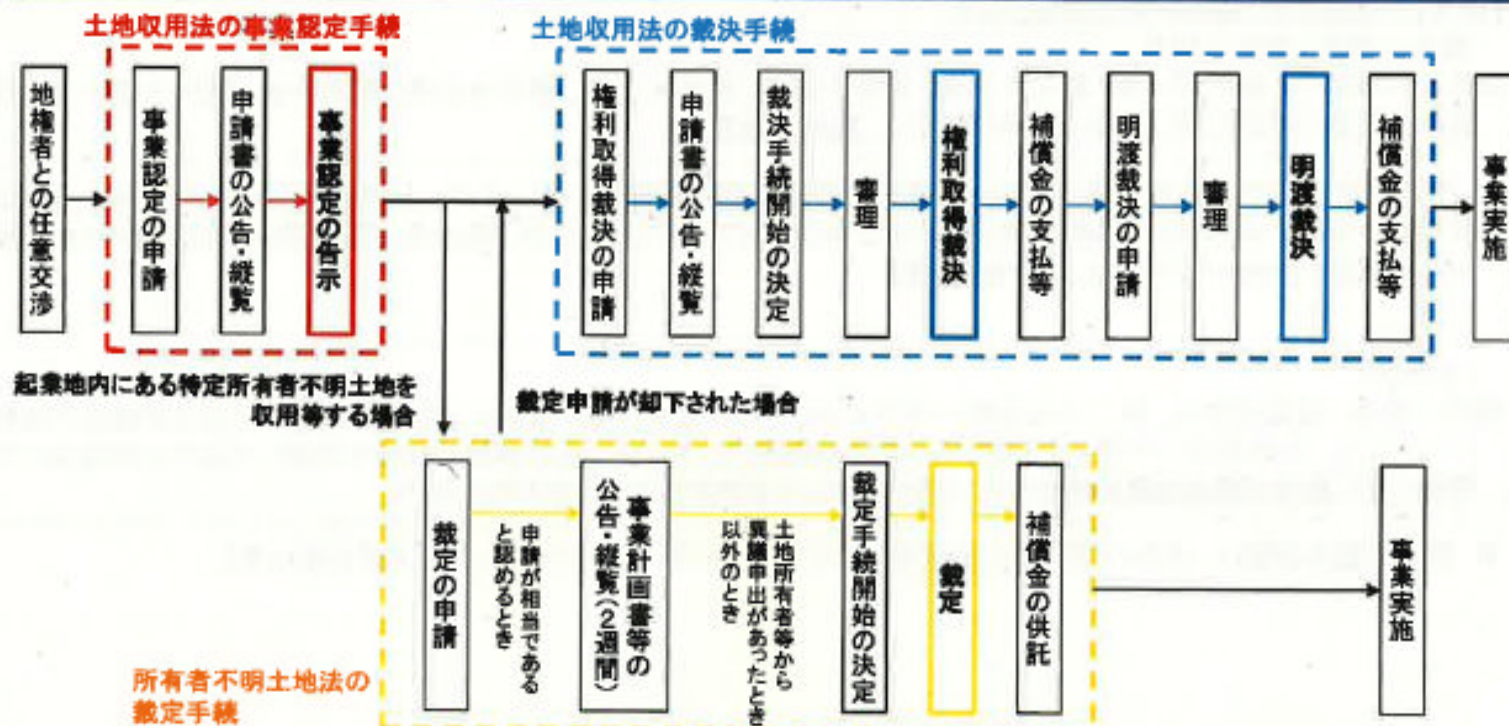 土地収用法の事業認定手続
土地収用法の裁決手続
地権者との任意交渉
事業認定の申請
申請書の公告・縦覧
事業認定の告示
権利取得裁決の申請
申請書の公告・縦覧
裁決手続開始の決定
審理
権利取得裁決
補償金の支払等
明渡裁決の申請
審理
明渡裁決
補償金の支払等
事業実施
起業地内にある特定所有者不明土地を
収用等する場合
裁定申請が却下された場合
裁定の申請
申請が相当である
と認めるとき
事業計画書等の
公告・縦覧(2週間)
土地所有者等から
異議申出があったとき
以外のとき
裁定手続開始の決定
裁定
補償金の供託
事業実施
所有者不明土地法の
裁定手続